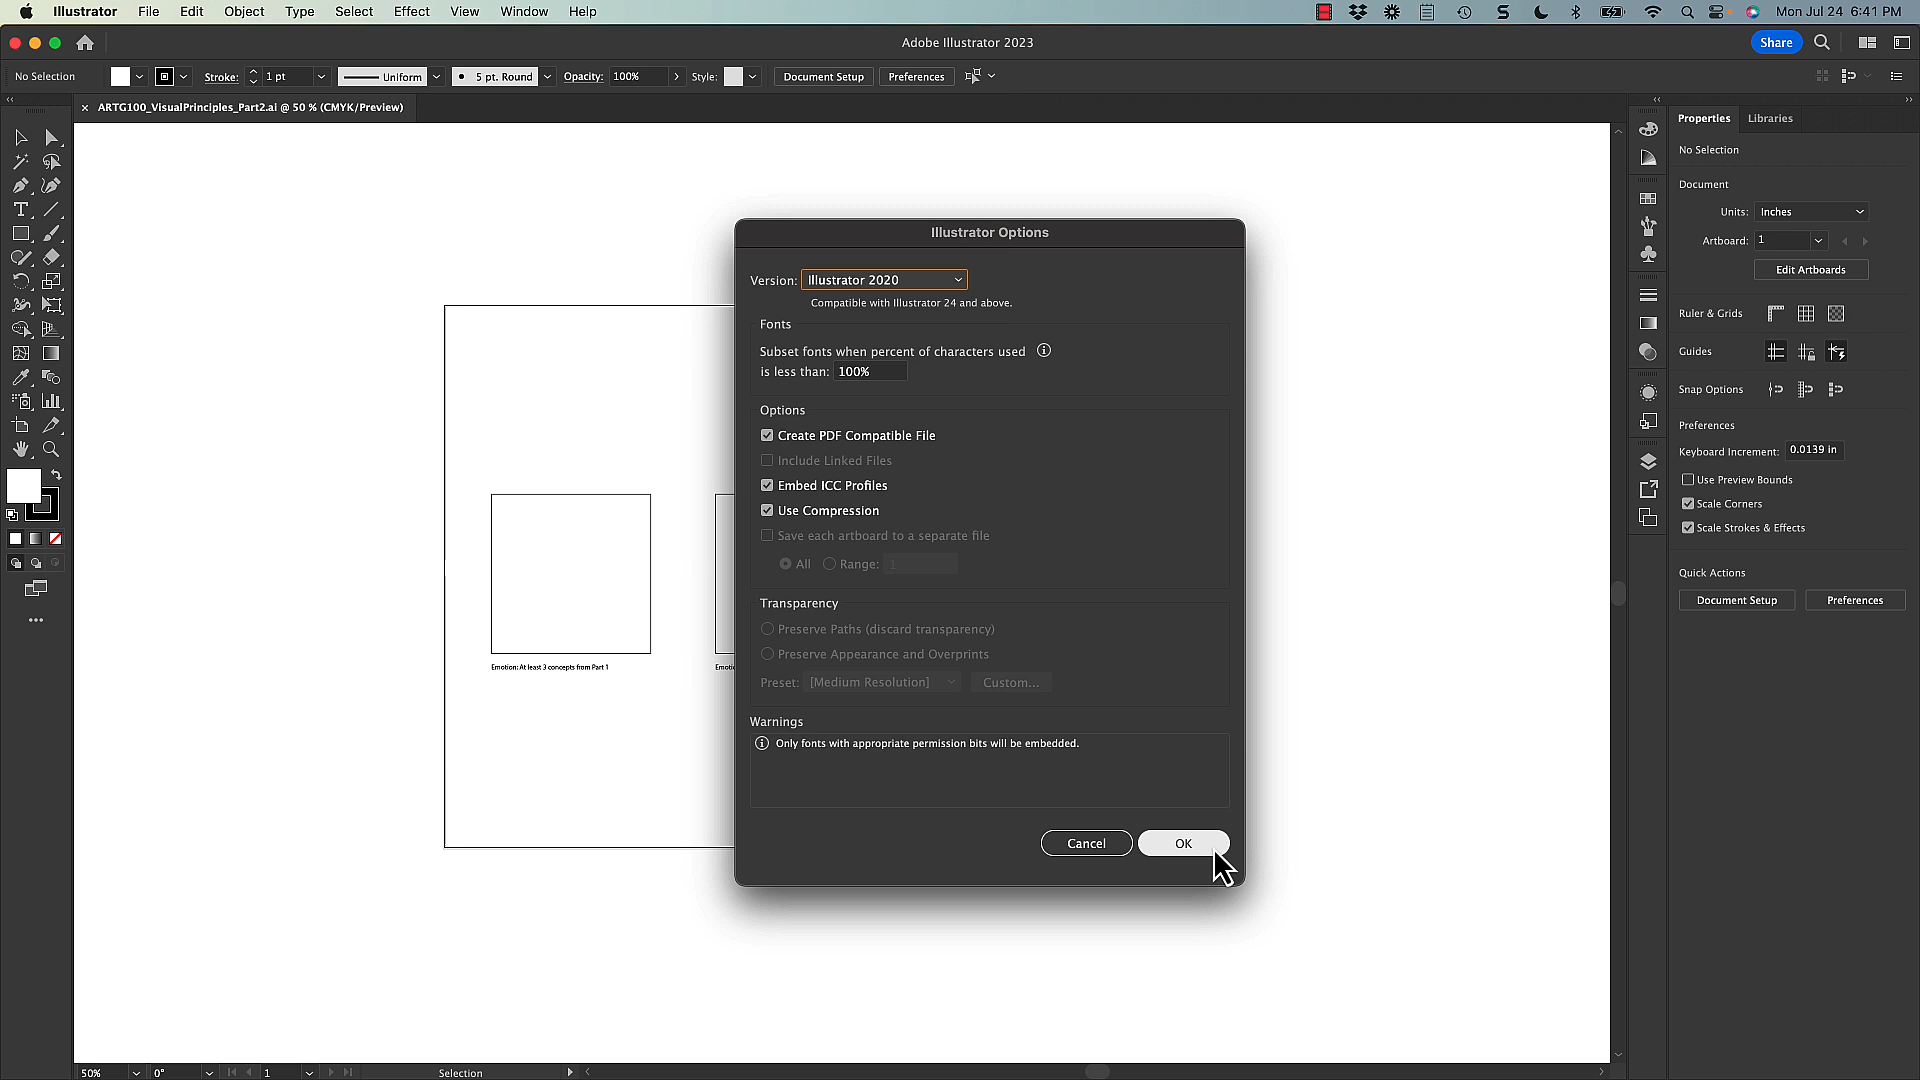 Illustrator File Edit Object Type Select Effect View Window Help
Mon Jul 24 6:41 PM
Adobe Illustrator 2023
Share
No Selection
Stroke: 1 pt
Uniform
5 pt. Round
Opacity: 100%
Style:
Document Setup
Preferences
ARTG100_VisualPrinciples_Part2.ai @ 50 % (CMYK/Preview)
Emotion: At least 3 concepts from Part 1
Emotio
Illustrator Options
Version: Illustrator 2020
Compatible with Illustrator 24 and above.
Fonts
Subset fonts when percent of characters used
is less than: 100%
Options
Create PDF Compatible File
Include Linked Files
Embed ICC Profiles
Use Compression
Save each artboard to a separate file
All Range: 1
Transparency
Preserve Paths (discard transparency)
Preserve Appearance and Overprints
Preset: [Medium Resolution] Custom...
Warnings
Only fonts with appropriate permission bits will be embedded.
Cancel OK
Properties Libraries
No Selection
Document
Units: Inches
Artboard: 1
Edit Artboards
Ruler & Grids
Guides
Snap Options
Preferences
Keyboard Increment: 0.0139 in
Use Preview Bounds
Scale Corners
Scale Strokes & Effects
Quick Actions
Document Setup Preferences
50% 0° 1 Selection